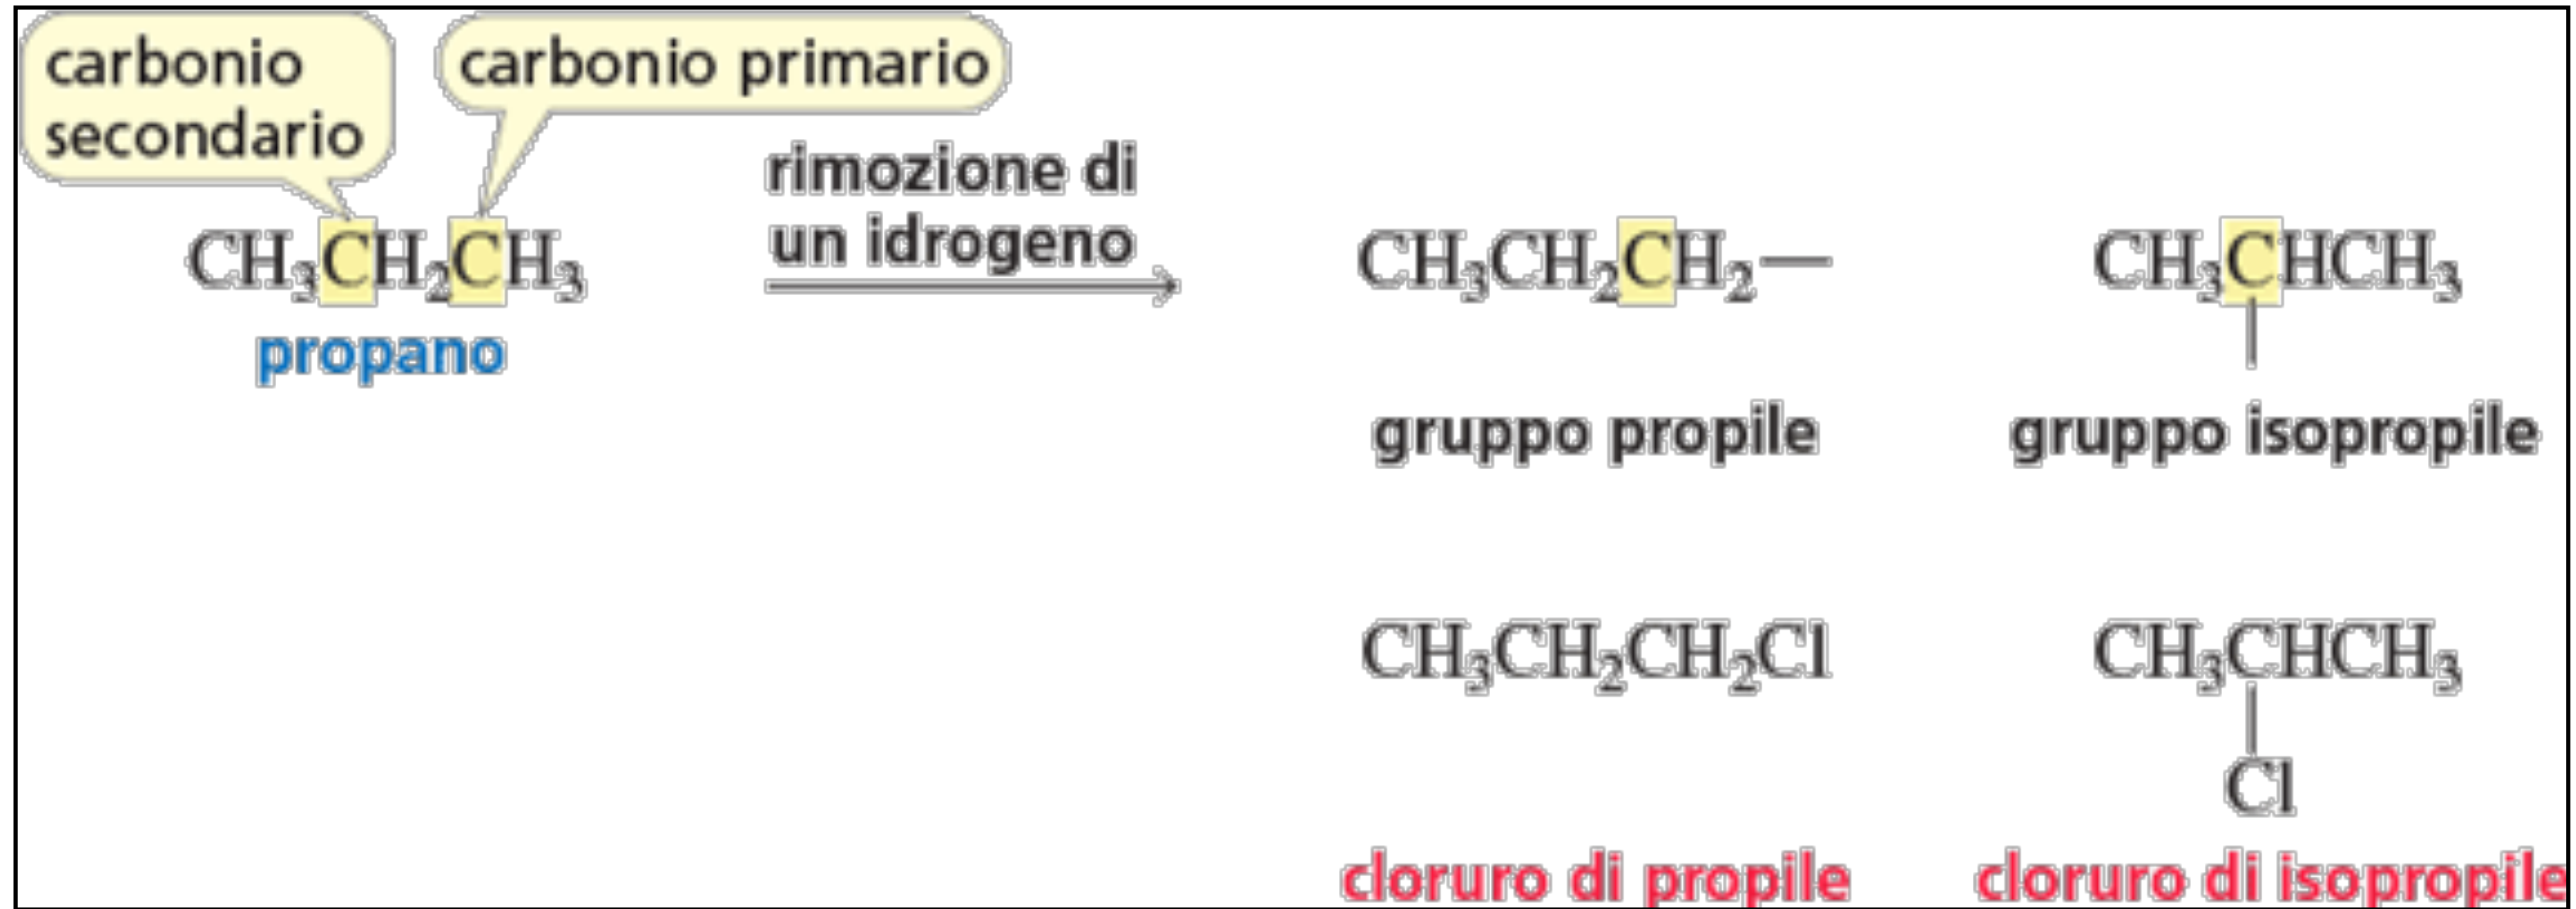 carbonio
secondario
carbonio primario
rimozione di
un idrogeno
CH₃CH₂CH₃
propano
CH₃CH₂CH₂—
gruppo propile
CH₃CHCH₃
gruppo isopropile
CH₃CH₂CH₂Cl
cloruro di propile
CH₃CHCH₃
Cl
cloruro di isopropile